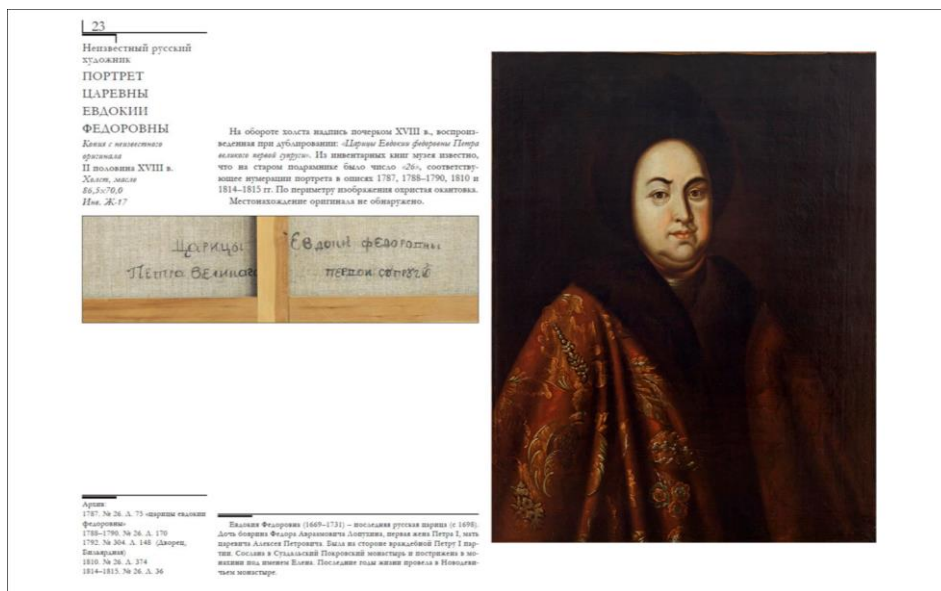 23
Неизвестный русский
художник
ПОРТРЕТ
ЦАРЕВНЫ
ЕВДОКИИ
ФЕДОРОВНЫ
Копия с неизвестного
оригинала
II половина XVIII в.
Холст, масло
86,5×70,0
Инв. Ж-17
На обороте холста надпись почерком XVIII в., воспроиз-
веденная при дублировании: «Царицы Евдокии федоровны Петра
великого первой супруги». Из инвентарных книг музея известно,
что на старом подрамнике было число «26», соответству-
ющее нумерации портрета в описях 1787, 1788–1790, 1810 и
1814–1815 гг. По периметру изображения охристая окантовка.
Местонахождение оригинала не обнаружено.
Царицы Евдокии федоровны
Петра Великаго первои супруги
Архив:
1787. № 26. Л. 75 «царицы евдокии
федоровны»
1788–1790. № 26. Л. 170
1792. № 304. Л. 148 (Дворец,
Бильярдная)
1810. № 26. Л. 374
1814–1815. № 26. Л. 36
Евдокия Федоровна (1669–1731) – последняя русская царица (с 1698).
Дочь боярина Федора Авраамовича Лопухина, первая жена Петра I, мать
царевича Алексея Петровича. Была на стороне враждебной Петру I пар-
тии. Сослана в Суздальский Покровский монастырь и пострижена в мо-
нахини под именем Елена. Последние годы жизни провела в Новодеви-
чьем монастыре.